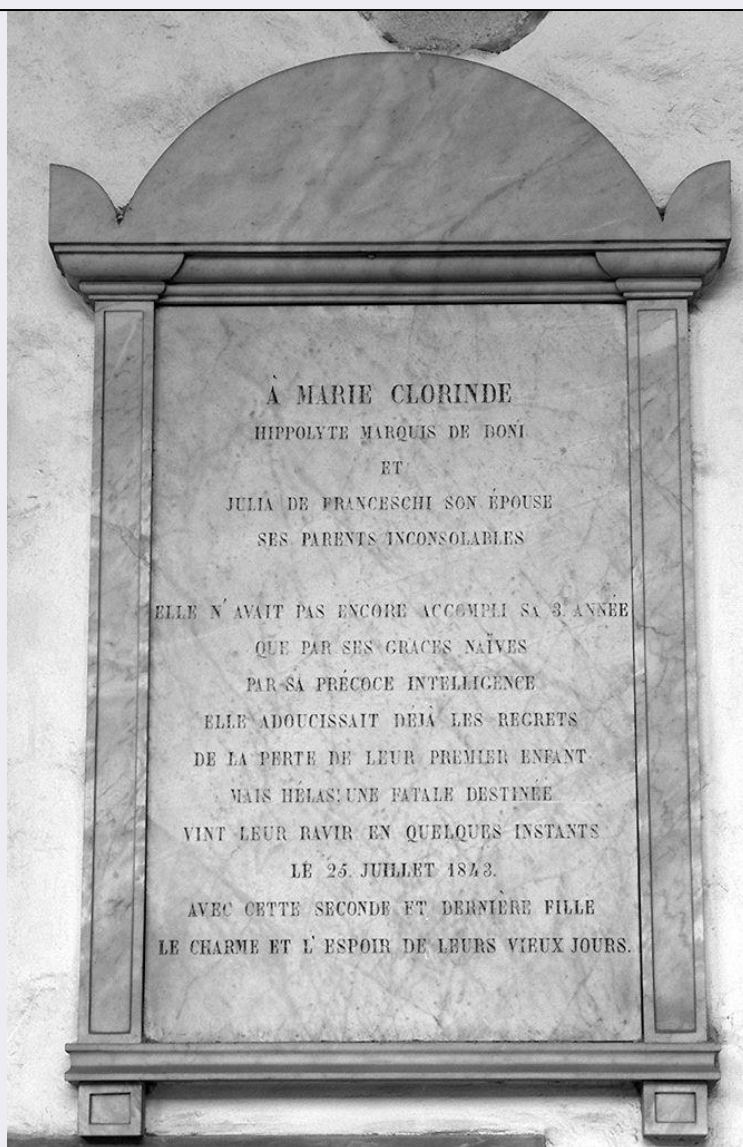 À MARIE CLORINDE
HIPPOLYTE MARQUIS DE BONI
ET
JULIA DE FRANCESCHI SON ÉPOUSE
SES PARENTS INCONSOLABLES
ELLE N'AVAIT PAS ENCORE ACCOMPLI SA 3. ANNÉE
QUE PAR SES GRACES NAÏVES
PAR SA PRÉCOCE INTELLIGENCE
ELLE ADOUCISSAIT DÉJÀ LES REGRETS
DE LA PERTE DE LEUR PREMIER ENFANT
MAIS HÉLAS! UNE FATALE DESTINÉE
VINT LEUR RAVIR EN QUELQUES INSTANTS
LE 25. JUILLET 1843.
AVEC CETTE SECONDE ET DERNIÈRE FILLE
LE CHARME ET L'ESPOIR DE LEURS VIEUX JOURS.